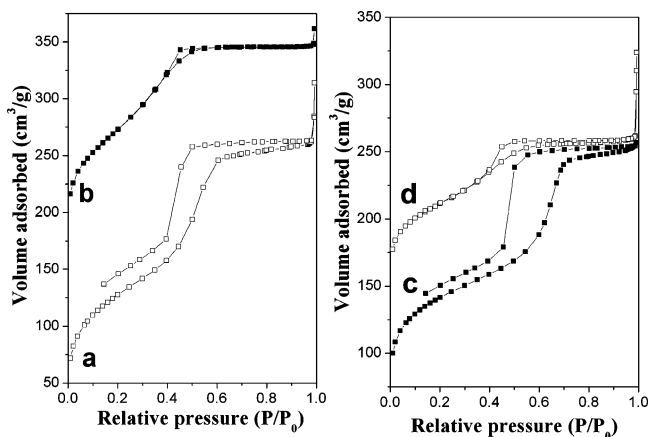 350
300
250
200
150
100
50
0.0 0.2 0.4 0.6 0.8 1.0
Volume adsorbed (cm³/g)
Relative pressure (P/P₀)
b
a
350
300
250
200
150
100
0.0 0.2 0.4 0.6 0.8 1.0
Volume adsorbed (cm³/g)
Relative pressure (P/P₀)
d
c